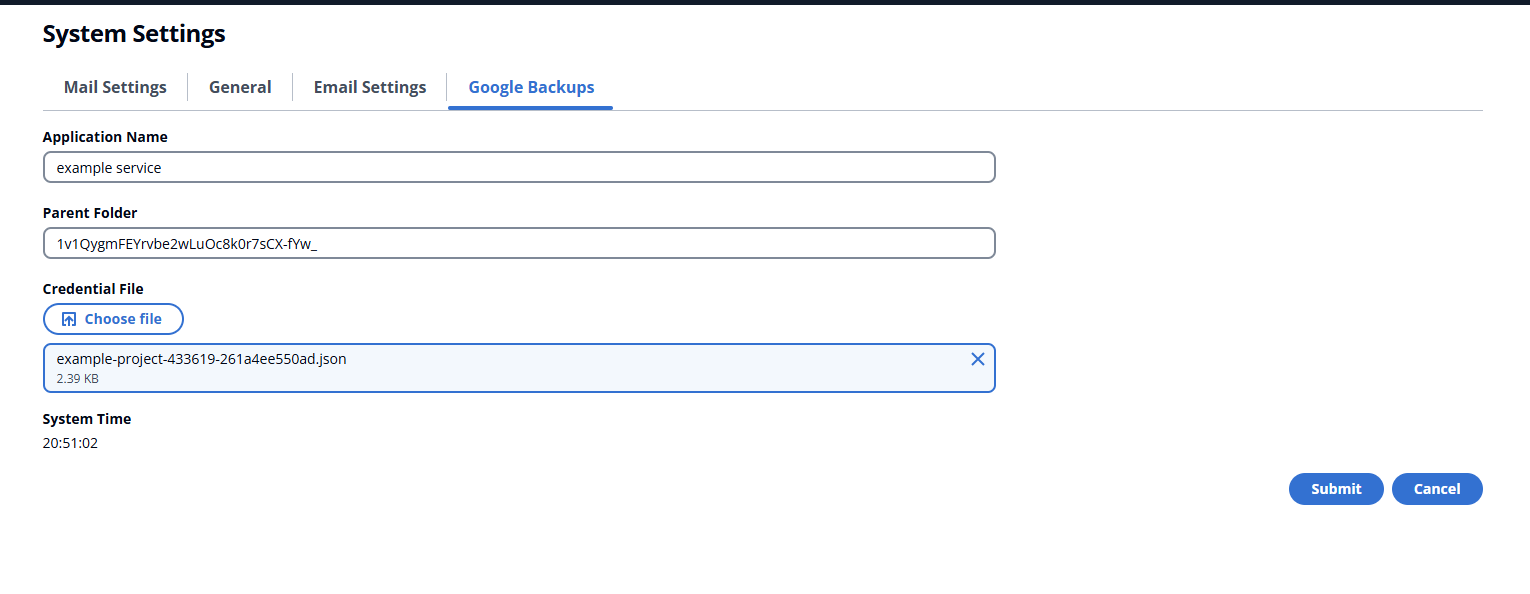 System Settings
Mail Settings General Email Settings Google Backups
Application Name
example service
Parent Folder
1v1QygmFEYrvbe2wLuOc8k0r7sCX-fYw_
Credential File
Choose file
example-project-433619-261a4ee550ad.json
2.39 KB
System Time
20:51:02
Submit Cancel